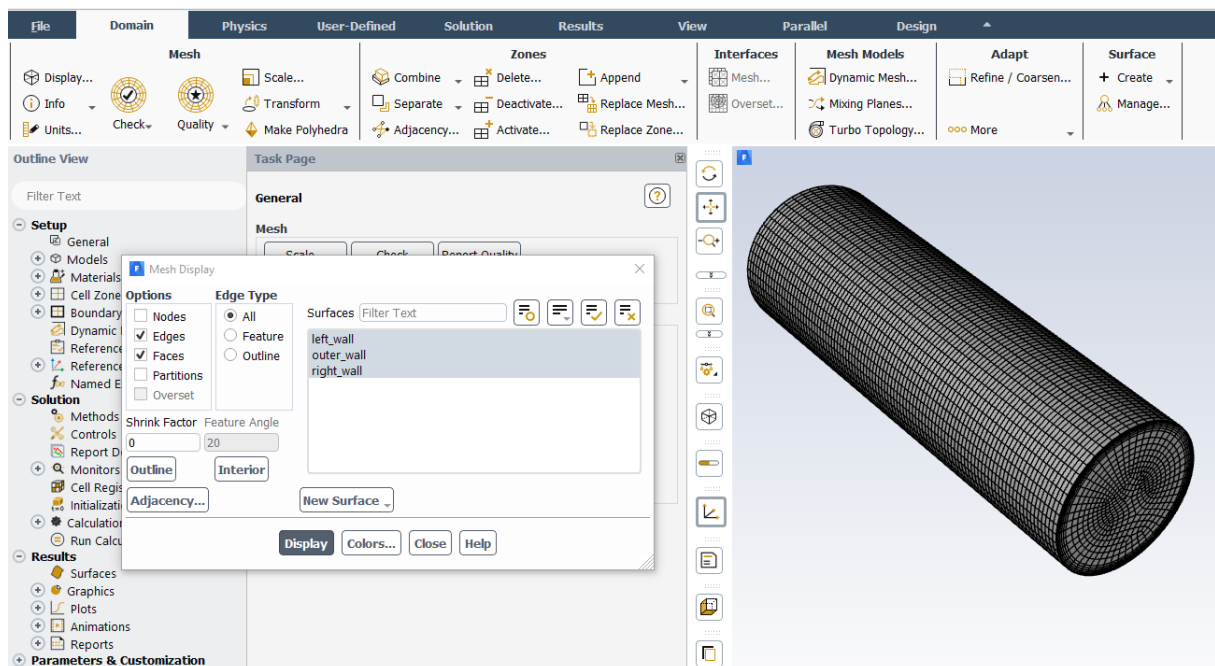 File Domain Physics User-Defined Solution Results View Parallel Design
Mesh Zones Interfaces Mesh Models Adapt Surface
Display... Scale... Combine Delete... Append Mesh... Dynamic Mesh... Refine / Coarsen... + Create
Info Transform Separate Deactivate... Replace Mesh... Overset... Mixing Planes... Manage...
Units... Check Quality Make Polyhedra Adjacency... Activate... Replace Zone... Turbo Topology... More
Outline View
Filter Text
Setup
General
Models
Materials
Cell Zone
Boundary
Dynamic
Reference
Reference
Named E
Solution
Methods
Controls
Report D
Monitors
Cell Regis
Initializati
Calculation
Run Calcu
Results
Surfaces
Graphics
Plots
Animations
Reports
Parameters & Customization
Task Page
General
Mesh
Scale... Check Report Quality
Mesh Display
Options
Nodes
Edges
Faces
Partitions
Overset
Edge Type
All
Feature
Outline
Shrink Factor Feature Angle
0 20
Outline Interior
Adjacency...
Surfaces Filter Text
left_wall
outer_wall
right_wall
New Surface
Display Colors... Close Help